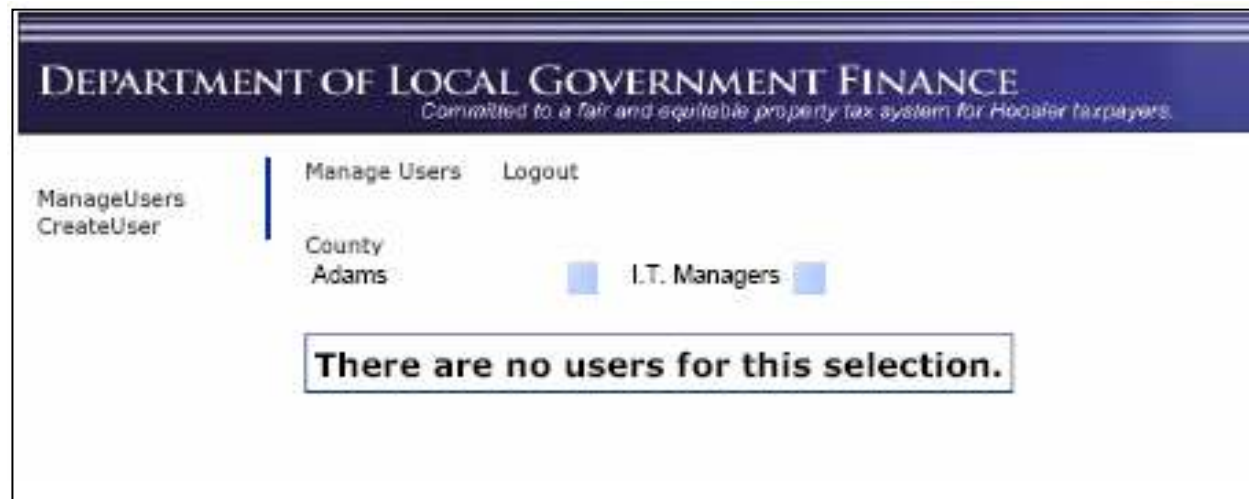 DEPARTMENT OF LOCAL GOVERNMENT FINANCE
Committed to a fair and equitable property tax system for Hoosier taxpayers.
Manage Users Logout
ManageUsers
CreateUser
County
Adams I.T. Managers
There are no users for this selection.